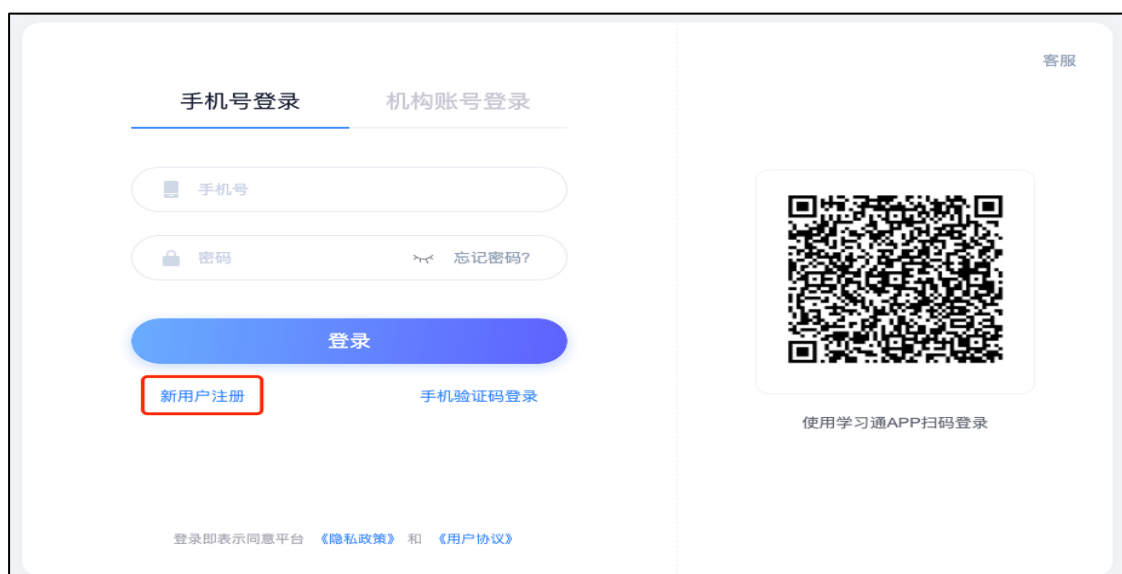 客服
手机号登录 机构账号登录
手机号
密码 忘记密码?
登录
新用户注册 手机验证码登录
使用学习通APP扫码登录
登录即表示同意平台 《隐私政策》 和 《用户协议》